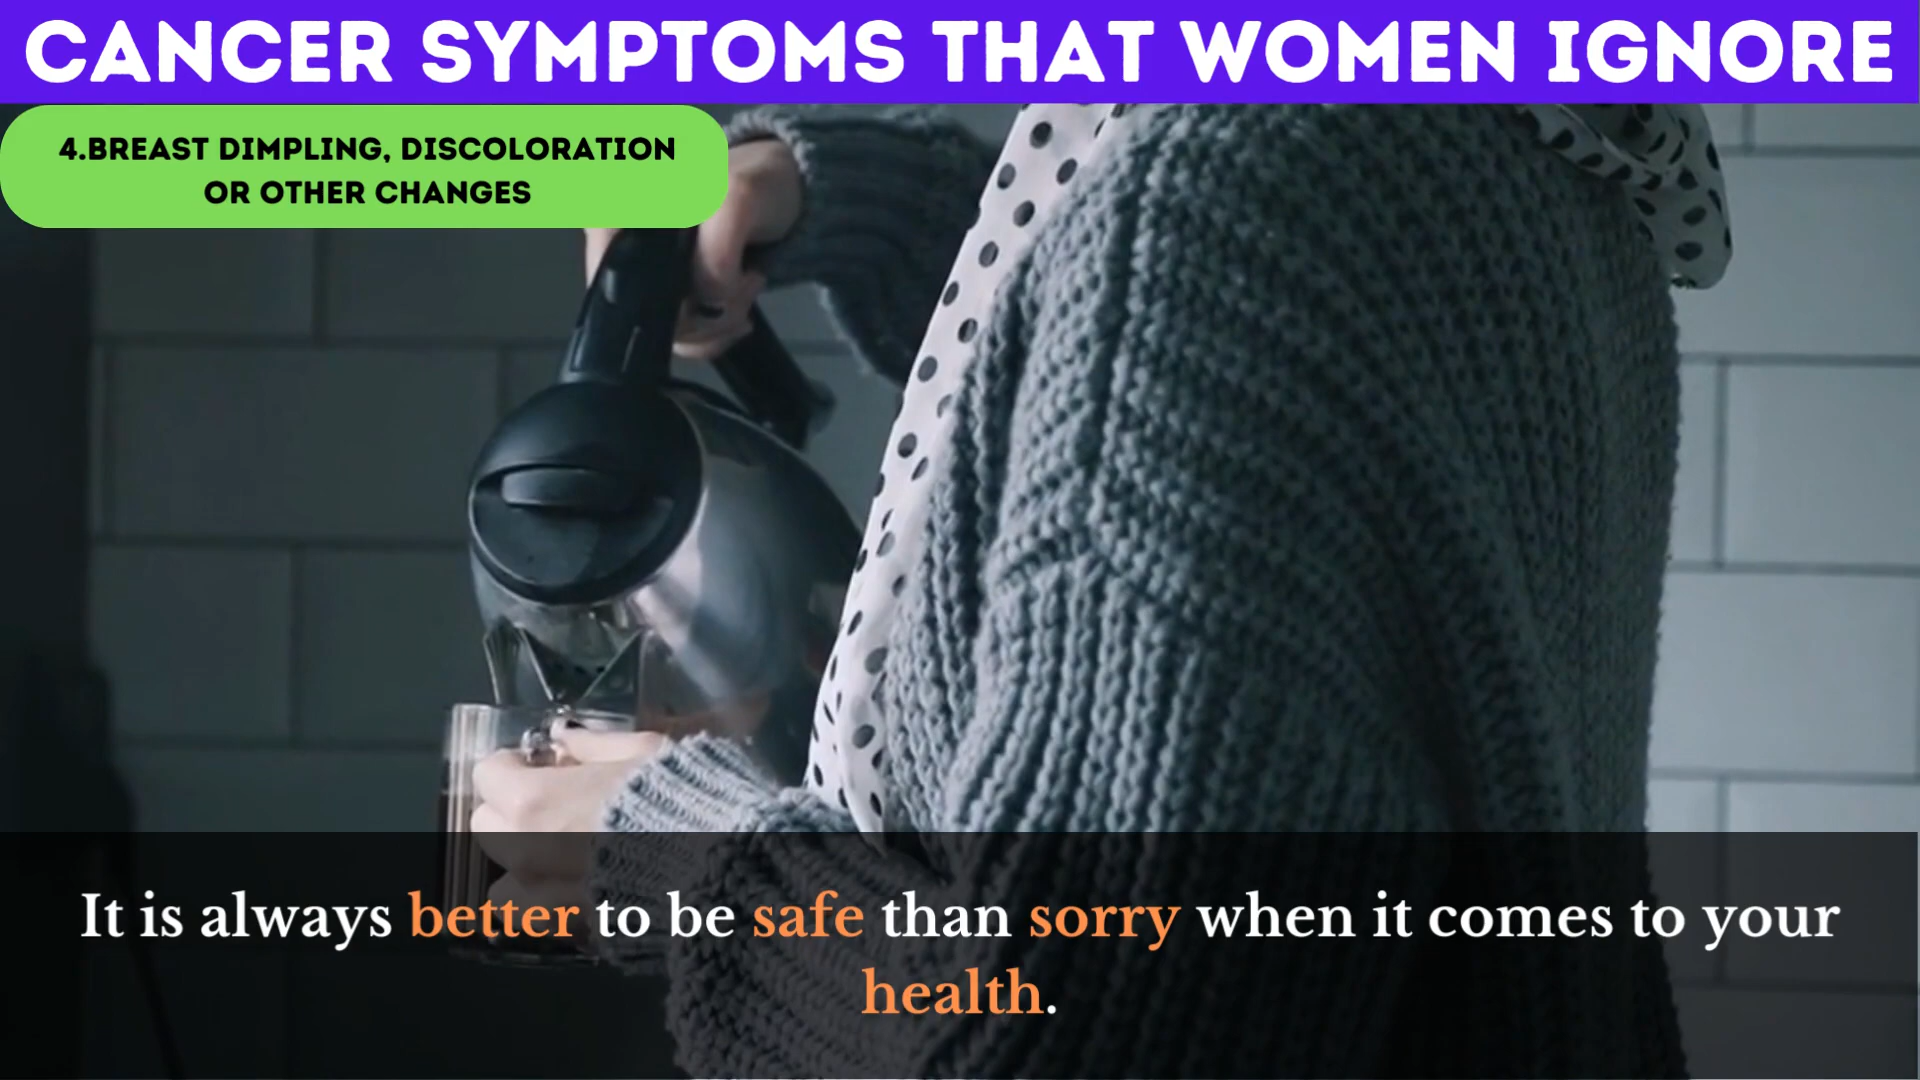 CANCER SYMPTOMS THAT WOMEN IGNORE
4.BREAST DIMPLING, DISCOLORATION
OR OTHER CHANGES
It is always better to be safe than sorry when it comes to your
health.